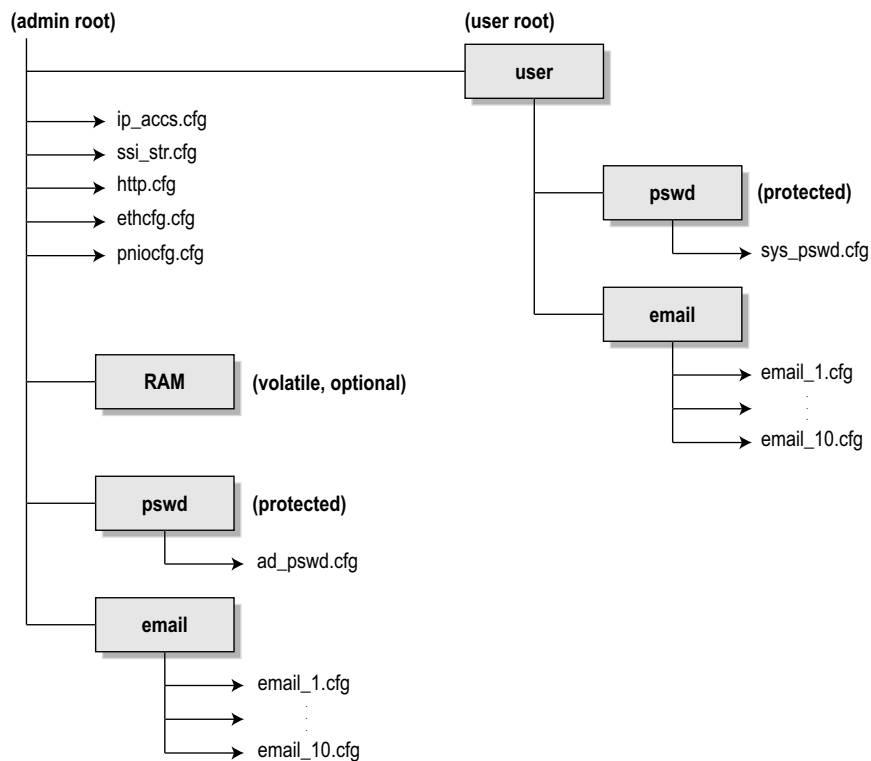 (admin root)
(user root)
user
ip_accs.cfg
ssi_str.cfg
http.cfg
ethcfg.cfg
pniocfg.cfg
pswd
(protected)
sys_pswd.cfg
email
email_1.cfg
email_10.cfg
RAM
(volatile, optional)
pswd
(protected)
ad_pswd.cfg
email
email_1.cfg
email_10.cfg